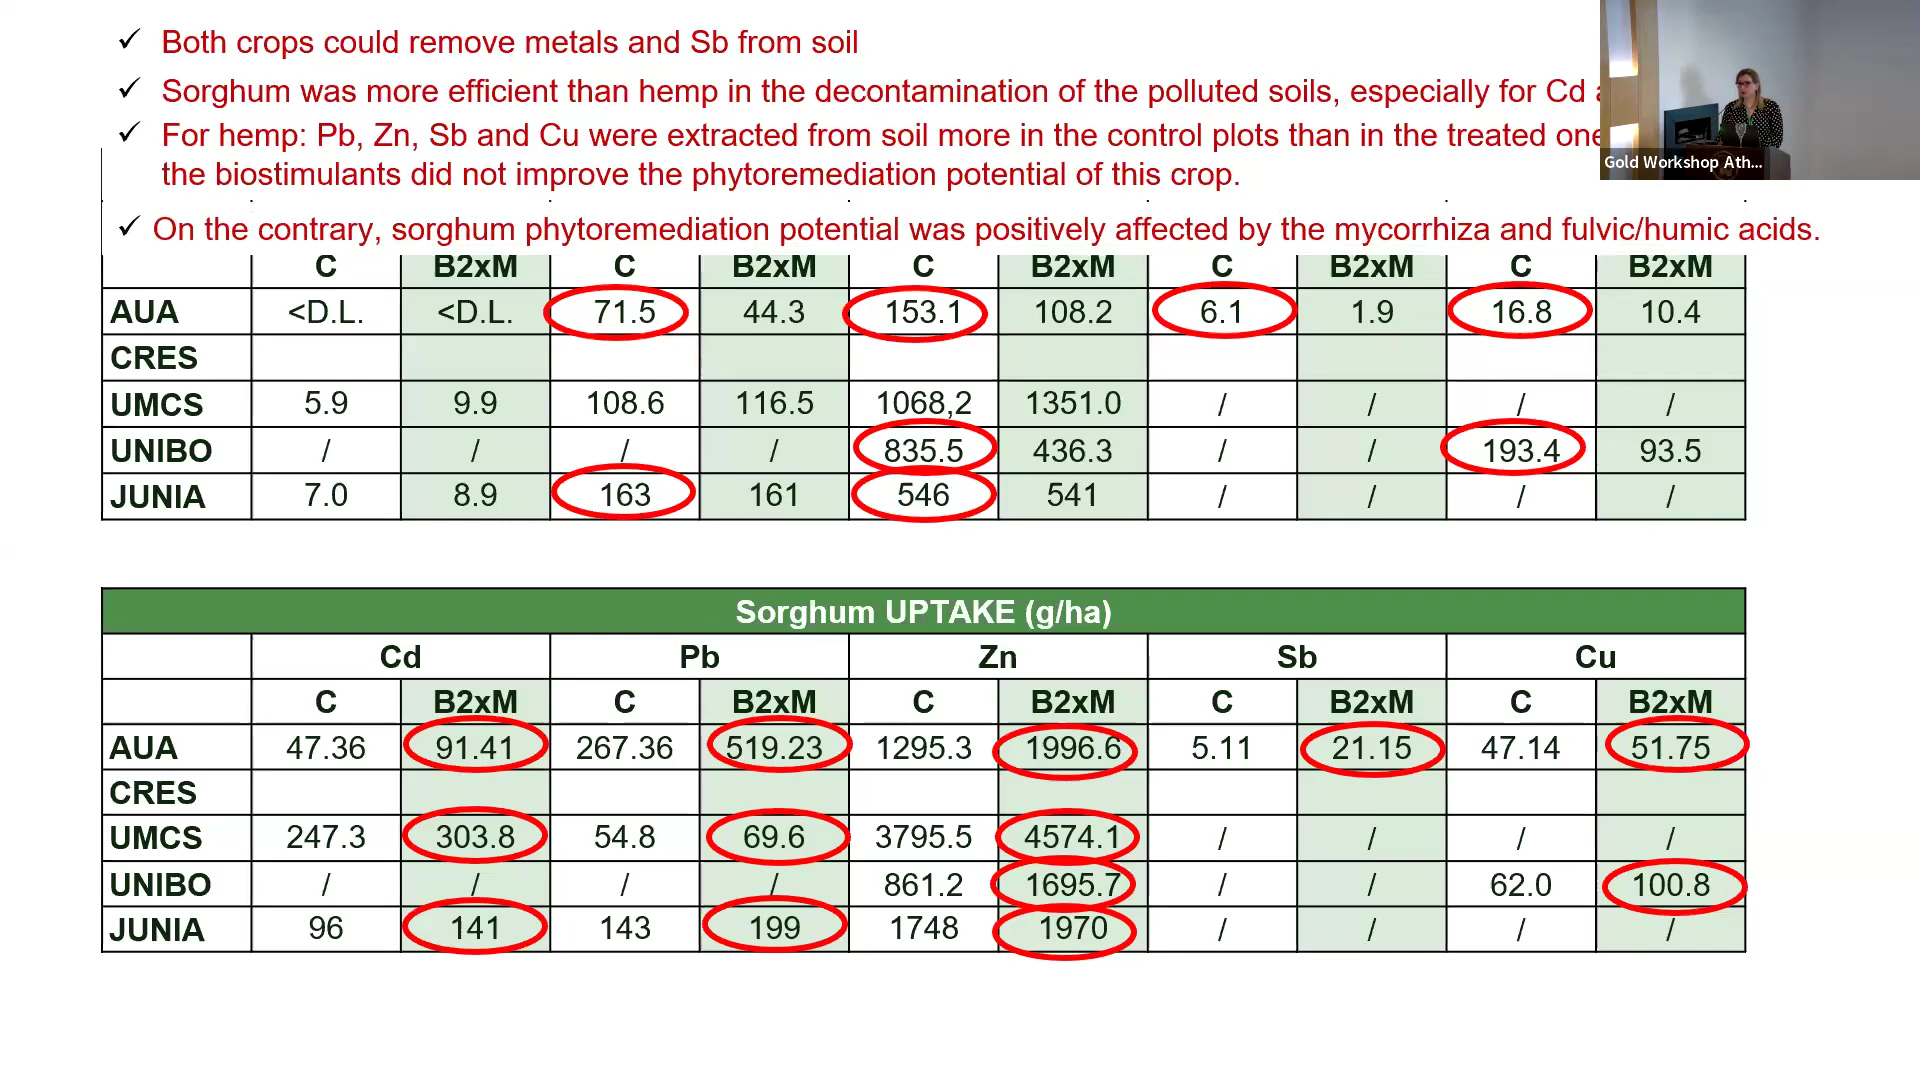 ✓ Both crops could remove metals and Sb from soil
✓ Sorghum was more efficient than hemp in the decontamination of the polluted soils, especially for Cd
✓ For hemp: Pb, Zn, Sb and Cu were extracted from soil more in the control plots than in the treated
the biostimulants did not improve the phytoremediation potential of this crop.
Gold Workshop Ath...
✓ On the contrary, sorghum phytoremediation potential was positively affected by the mycorrhiza and fulvic/humic acids.
C B2xM C B2xM C B2xM C B2xM C B2xM
AUA <D.L. <D.L. 71.5 44.3 153.1 108.2 6.1 1.9 16.8 10.4
CRES
UMCS 5.9 9.9 108.6 116.5 1068,2 1351.0 / / / /
UNIBO / / / / 835.5 436.3 / / 193.4 93.5
JUNIA 7.0 8.9 163 161 546 541 / / / /
Sorghum UPTAKE (g/ha)
Cd Pb Zn Sb Cu
C B2xM C B2xM C B2xM C B2xM C B2xM
AUA 47.36 91.41 267.36 519.23 1295.3 1996.6 5.11 21.15 47.14 51.75
CRES
UMCS 247.3 303.8 54.8 69.6 3795.5 4574.1 / / / /
UNIBO / / / / 861.2 1695.7 / / 62.0 100.8
JUNIA 96 141 143 199 1748 1970 / / / /